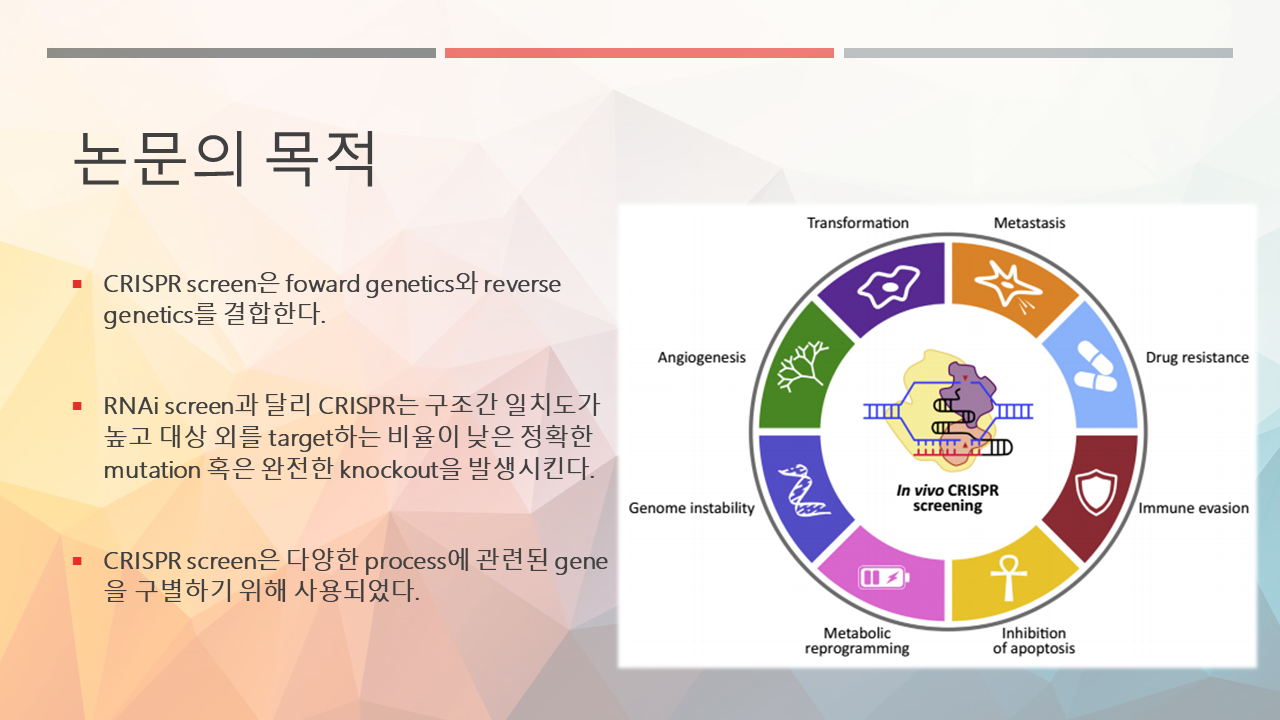 논문의 목적
CRISPR screen은 foward genetics와 reverse
genetics를 결합한다.
RNAi screen과 달리 CRISPR는 구조간 일치도가
높고 대상 외를 target하는 비율이 낮은 정확한
mutation 혹은 완전한 knockout을 발생시킨다.
CRISPR screen은 다양한 process에 관련된 gene
을 구별하기 위해 사용되었다.
Transformation
Metastasis
Angiogenesis
Drug resistance
In vivo CRISPR
screening
Genome instability
Immune evasion
Metabolic
reprogramming
Inhibition
of apoptosis